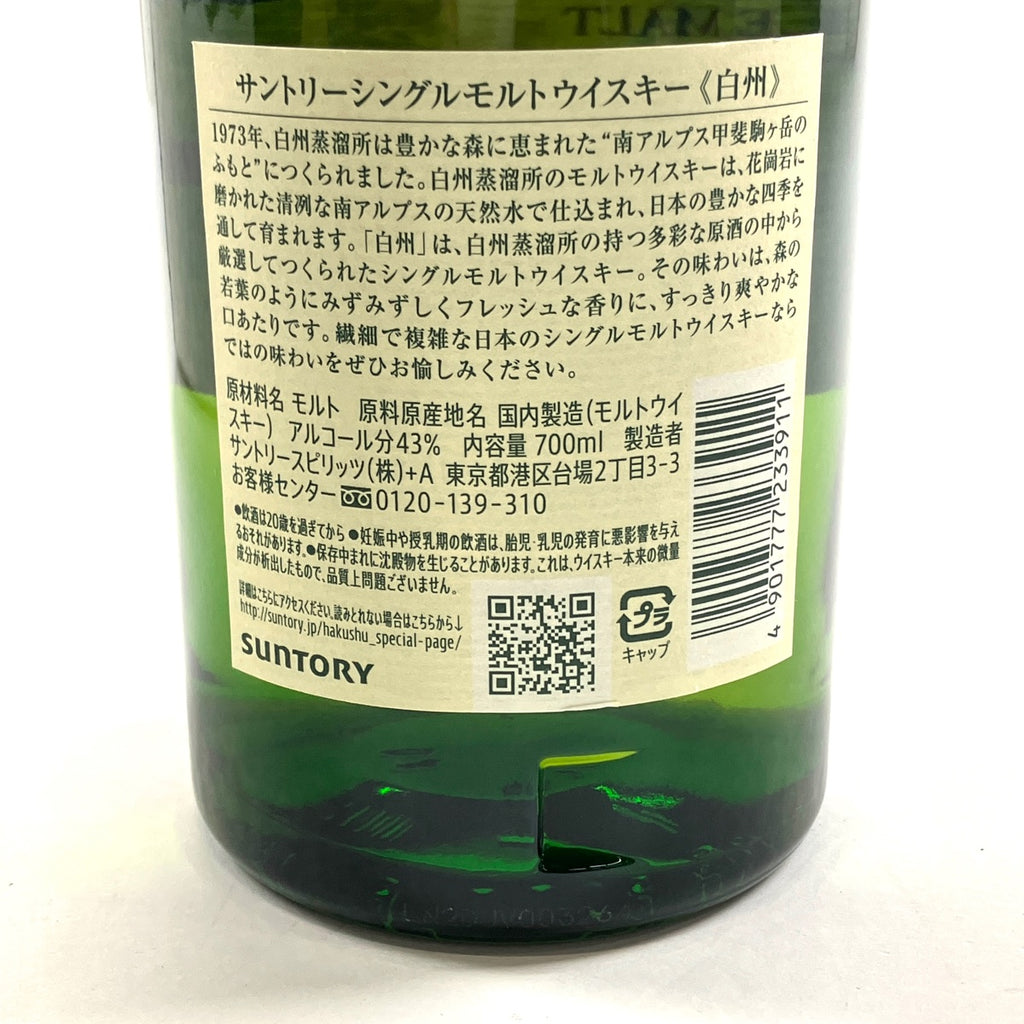 E MALT
サントリーシングルモルトウイスキー《白州》
1973年、白州蒸溜所は豊かな森に恵まれた“南アルプス甲斐駒ヶ岳の
ふもと”につくられました。白州蒸溜所のモルトウイスキーは、花崗岩に
磨かれた清冽な南アルプスの天然水で仕込まれ、日本の豊かな四季を
通して育まれます。「白州」は、白州蒸溜所の持つ多彩な原酒の中から
厳選してつくられたシングルモルトウイスキー。その味わいは、森の
若葉のようにみずみずしくフレッシュな香りに、すっきり爽やかな
口あたりです。繊細で複雑な日本のシングルモルトウイスキーなら
ではの味わいをぜひお愉しみください。
原材料名 モルト 原料原産地名 国内製造(モルトウイ
スキー) アルコール分43% 内容量 700ml 製造者
サントリースピリッツ(株)+A 東京都港区台場2丁目3-3
お客様センター 0120-139-310
●飲酒は20歳を過ぎてから ●妊娠中や授乳期の飲酒は、胎児・乳児の発育に悪影響を与え
るおそれがあります。●保存中まれに沈殿物を生じることがあります。これは、ウイスキー本来の微量
成分が析出したもので、品質上問題ございません。
詳細はこちらにアクセスください。読みとれない場合はこちらから↓
http://suntory.jp/hakushu_special-page/
SUNTORY
プラ
キャップ
4 901777 233911